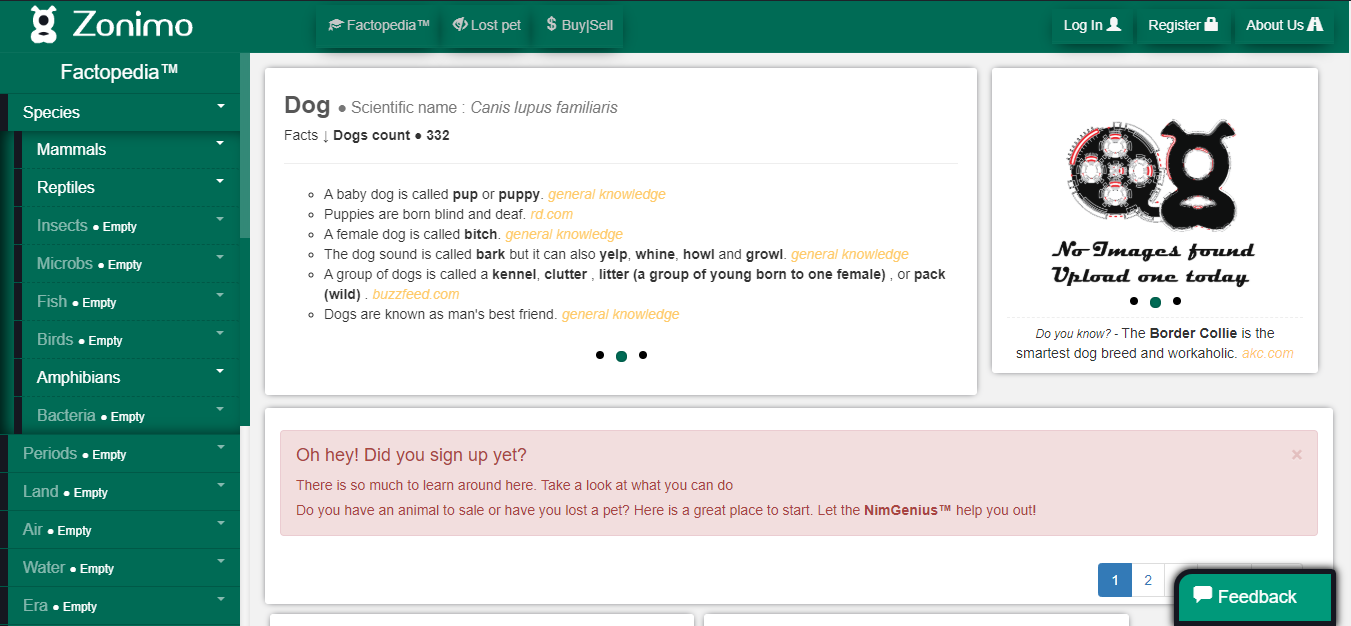 Zonimo
Factopedia™
Lost pet
$ Buy|Sell
Log In
Register
About Us
Factopedia™
Species
Mammals
Reptiles
Insects ● Empty
Microbs ● Empty
Fish ● Empty
Birds ● Empty
Amphibians
Bacteria ● Empty
Periods ● Empty
Land ● Empty
Air ● Empty
Water ● Empty
Era ● Empty
Dog ● Scientific name : Canis lupus familiaris
Facts ↓ Dogs count ● 332
A baby dog is called pup or puppy. general knowledge
Puppies are born blind and deaf. rd.com
A female dog is called bitch. general knowledge
The dog sound is called bark but it can also yelp, whine, howl and growl. general knowledge
A group of dogs is called a kennel, clutter , litter (a group of young born to one female) , or pack
(wild) . buzzfeed.com
Dogs are known as man's best friend. general knowledge
No Images found
Upload one today
Do you know? - The Border Collie is the
smartest dog breed and workaholic. akc.com
Oh hey! Did you sign up yet?
×
There is so much to learn around here. Take a look at what you can do
Do you have an animal to sale or have you lost a pet? Here is a great place to start. Let the NimGenius™ help you out!
1 2
Feedback